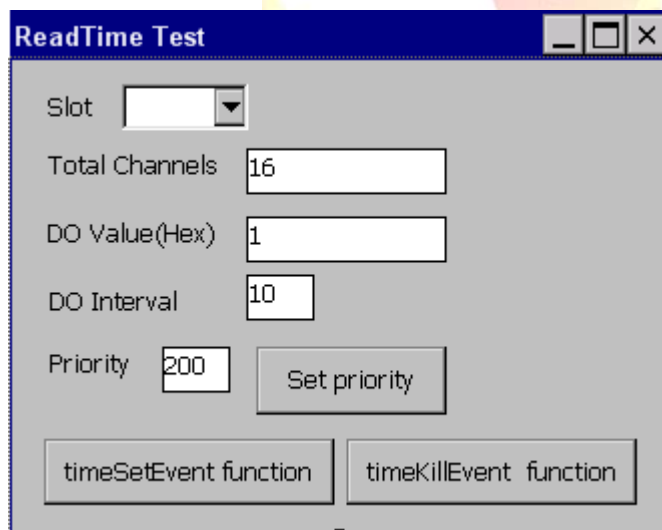 ReadTime Test
Slot
Total Channels 16
DO Value(Hex) 1
DO Interval 10
Priority 200 Set priority
timeSetEvent function timeKillEvent function